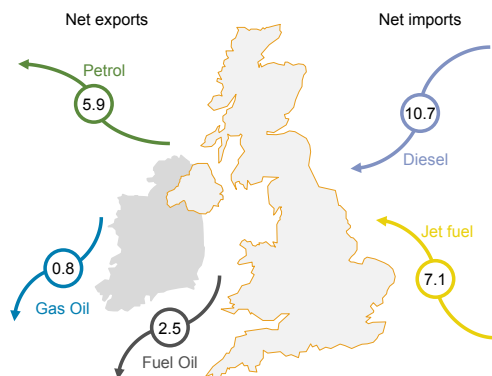 Net exports
Net imports
Petrol
5.9
10.7
Diesel
Jet fuel
7.1
0.8
Gas Oil
2.5
Fuel Oil